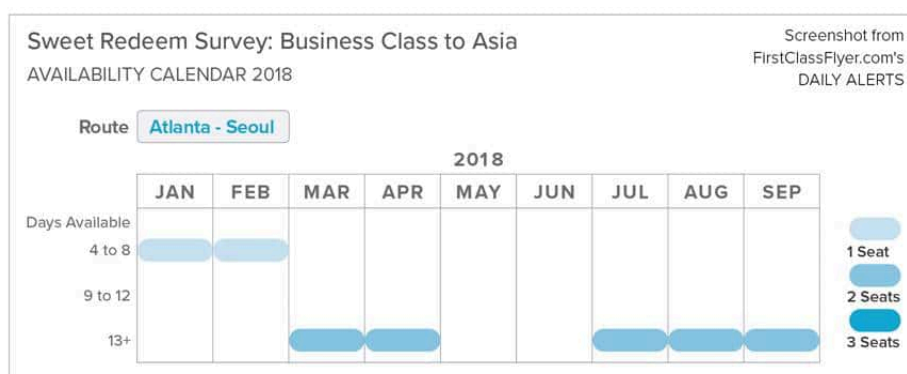 Sweet Redeem Survey: Business Class to Asia
AVAILABILITY CALENDAR 2018
Screenshot from
FirstClassFlyer.com's
DAILY ALERTS
Route Atlanta - Seoul
2018
JAN FEB MAR APR MAY JUN JUL AUG SEP
Days Available
4 to 8
9 to 12
13+
1 Seat
2 Seats
3 Seats